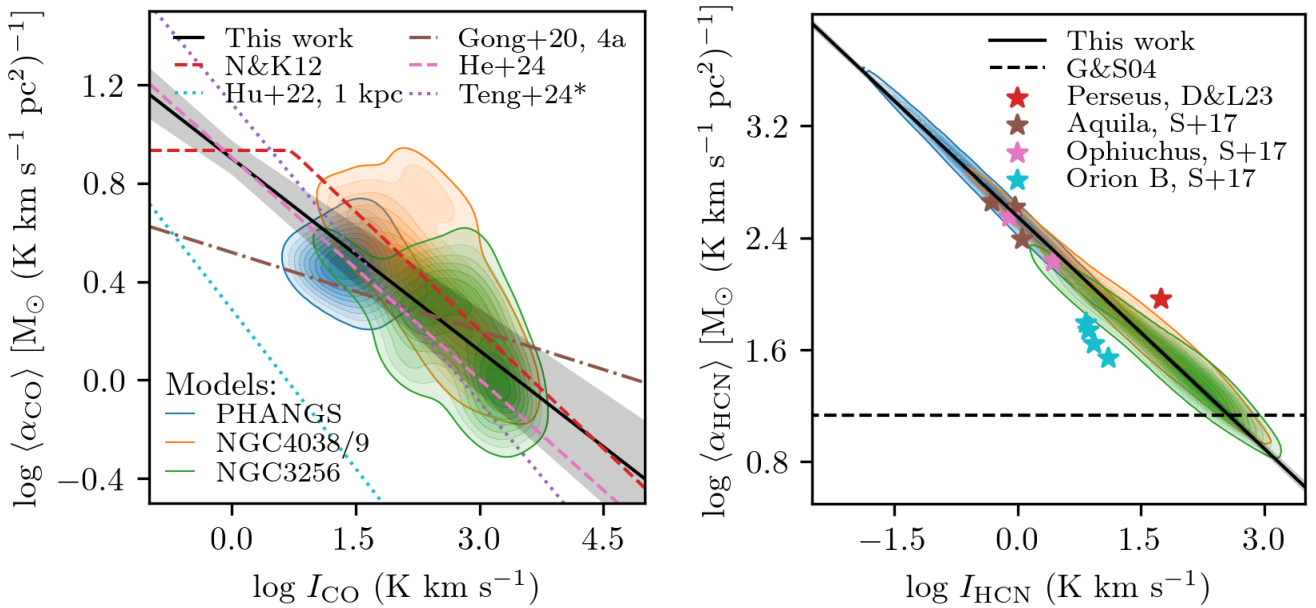 log ⟨α_CO⟩ [M_⊙ (K km s⁻¹ pc²)⁻¹]
1.2
0.8
0.4
0.0
−0.4
This work
N&K12
Hu+22, 1 kpc
Gong+20, 4a
He+24
Teng+24*
Models:
PHANGS
NGC4038/9
NGC3256
0.0 1.5 3.0 4.5
log I_CO (K km s⁻¹)
log ⟨α_HCN⟩ [M_⊙ (K km s⁻¹ pc²)⁻¹]
3.2
2.4
1.6
0.8
This work
G&S04
Perseus, D&L23
Aquila, S+17
Ophiuchus, S+17
Orion B, S+17
−1.5 0.0 1.5 3.0
log I_HCN (K km s⁻¹)